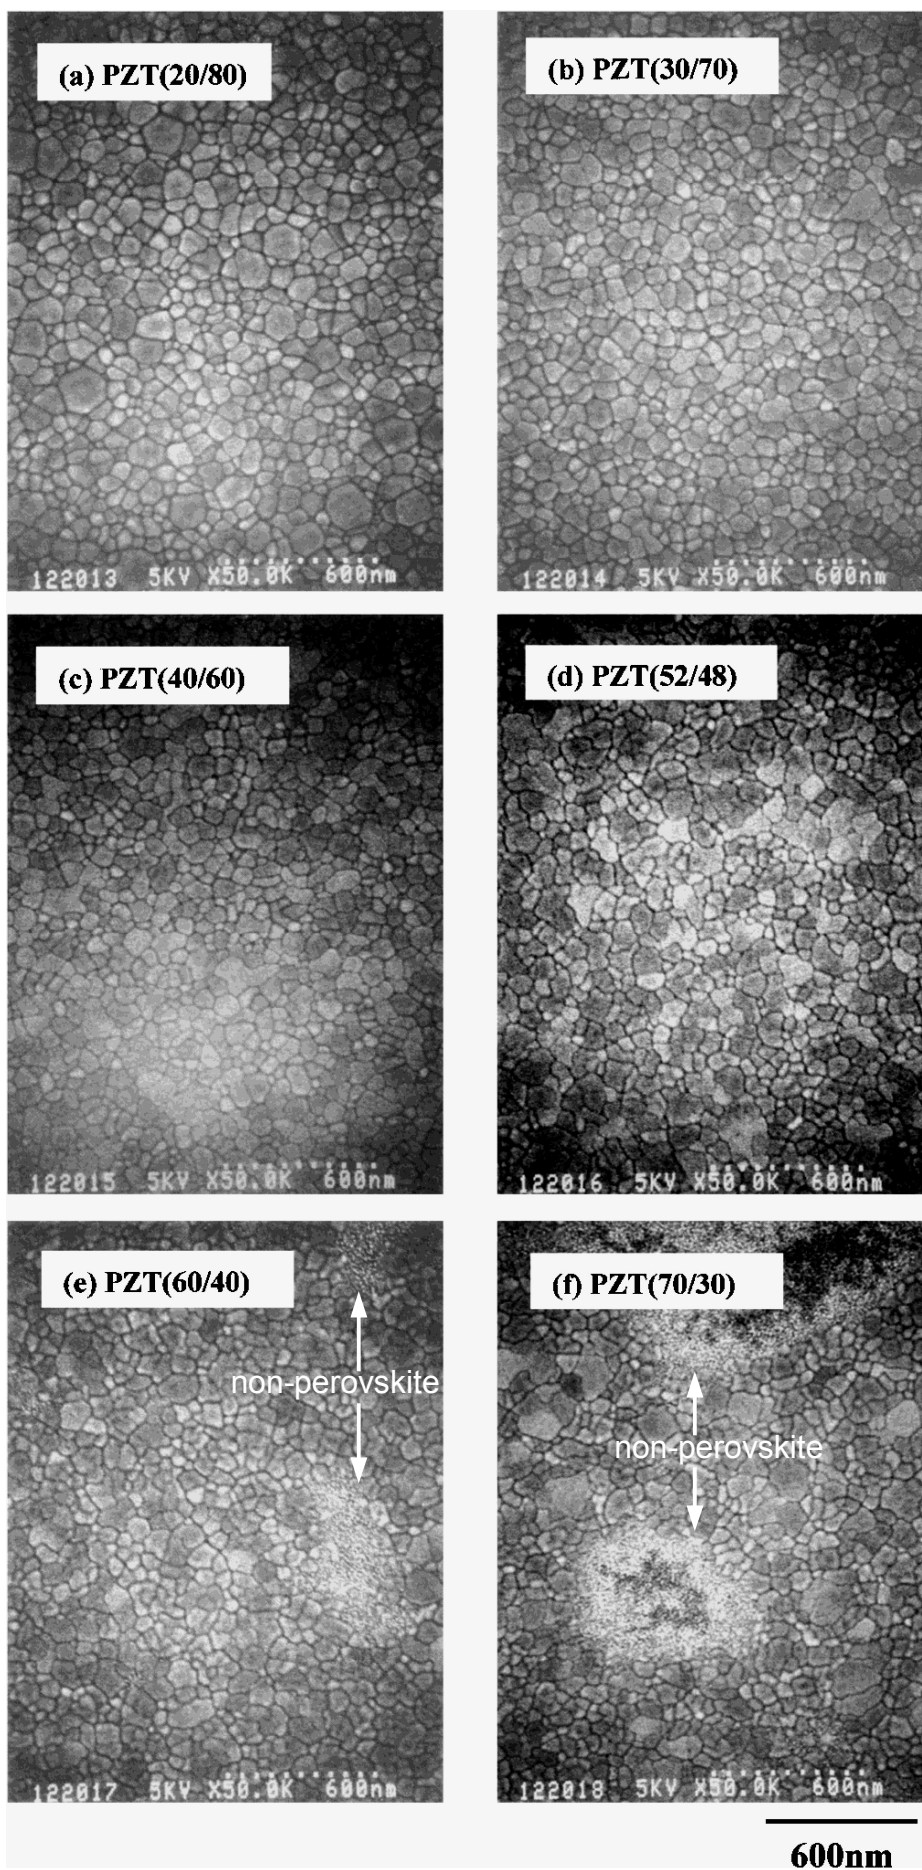 (a) PZT(20/80)
(b) PZT(30/70)
122013 5KV X50.0K 600nm
122014 5KV X50.0K 600nm
(c) PZT(40/60)
(d) PZT(52/48)
122015 5KV X50.0K 600nm
122016 5KV X50.0K 600nm
(e) PZT(60/40)
(f) PZT(70/30)
non-perovskite
non-perovskite
122017 5KV X50.0K 600nm
122018 5KV X50.0K 600nm
600nm